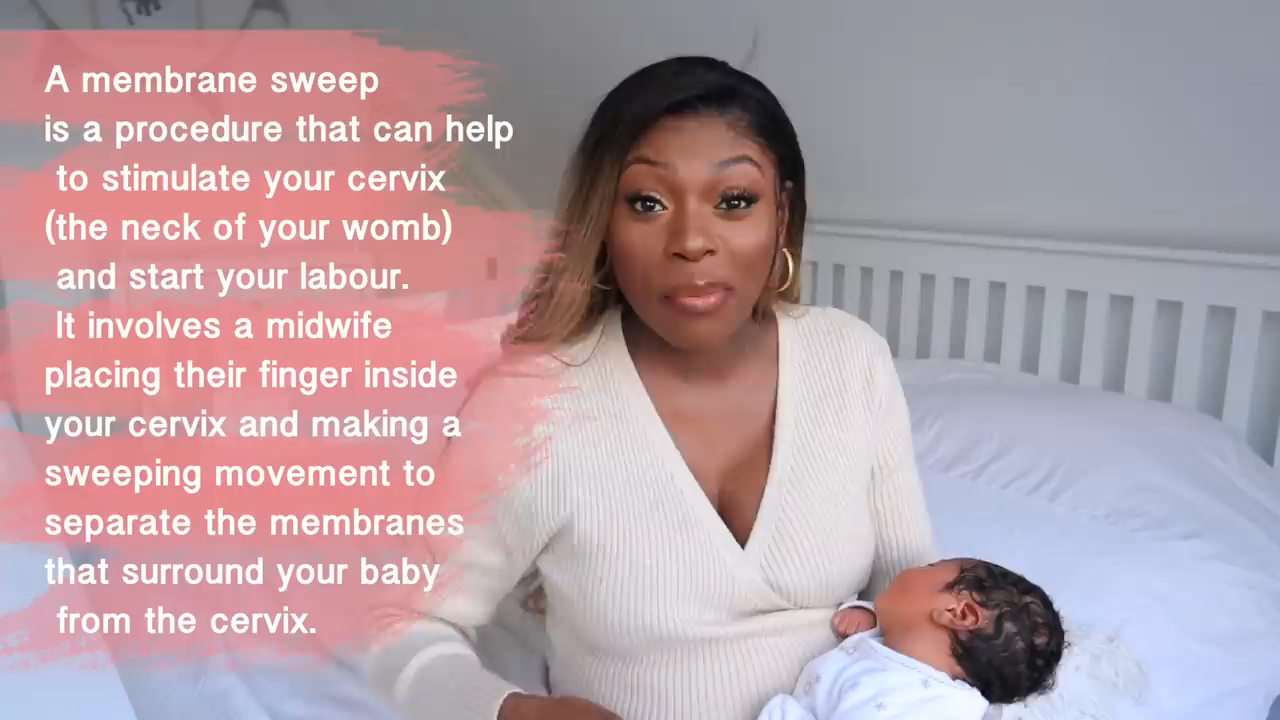 A membrane sweep
is a procedure that can help
to stimulate your cervix
(the neck of your womb)
and start your labour.
It involves a midwife
placing their finger inside
your cervix and making a
sweeping movement to
separate the membranes
that surround your baby
from the cervix.